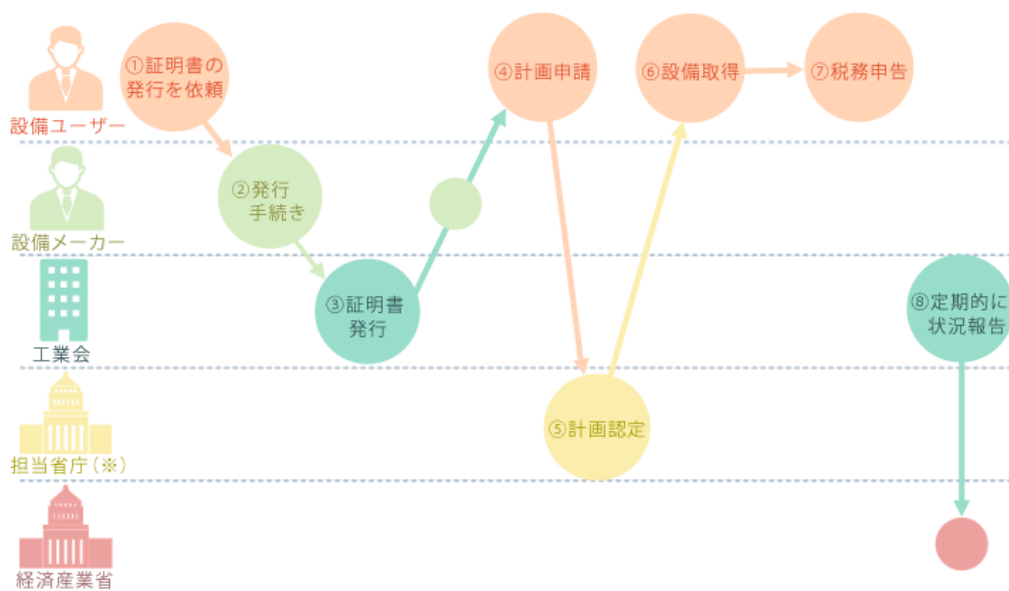 ①証明書の
発行を依頼
④計画申請
⑥設備取得
⑦税務申告
設備ユーザー
②発行
手続き
設備メーカー
③証明書
発行
⑧定期的に
状況報告
工業会
⑤計画認定
担当省庁(※)
経済産業省